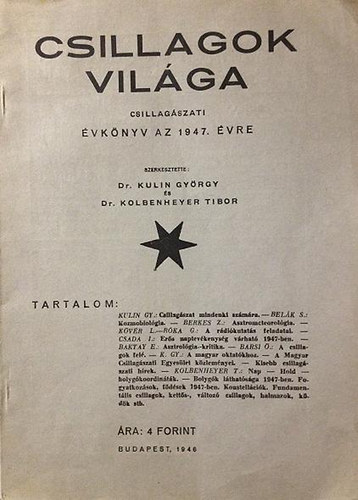 CSILLAGOK
VILÁGA
CSILLAGÁSZATI
ÉVKÖNYV AZ 1947. ÉVRE
SZERKESZTETTE:
Dr. KULIN GYÖRGY
és
Dr. KOLBENHEYER TIBOR
TARTALOM:
KULIN GY.: Csillagászat mindenki számára. — BELÁK S.:
Kozmobiológia. — BERKES Z.: Asztrometeorológia. —
KÖVÉR L.—RÓKA G.: A rádiókutatás feladatai. —
CSADA I.: Erős naptevékenység várható 1947-ben. —
BAKTAY E.: Asztrológia-kritika. — BARSI Ö.: A csilla-
gok felé. — K. GY.: A magyar oktatókhoz. — A Magyar
Csillagászati Egyesület közleményei. — Kisebb csillagá-
szati hírek. — KOLBENHEYER T.: Nap — Hold —
bolygókoordináták. — Bolygók láthatósága 1947-ben. Fo-
gyatkozások, födések 1947-ben. Konstellációk. Fundamen-
tális csillagok, kettős-, változó csillagok, halmazok, kö-
dök stb.
ÁRA: 4 FORINT
BUDAPEST, 1946